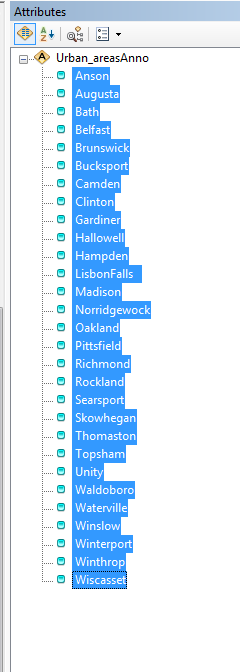 Attributes
Urban_areasAnno
Anson
Augusta
Bath
Belfast
Brunswick
Bucksport
Camden
Clinton
Gardiner
Hallowell
Hampden
LisbonFalls
Madison
Norridgewock
Oakland
Pittsfield
Richmond
Rockland
Searsport
Skowhegan
Thomaston
Topsham
Unity
Waldoboro
Waterville
Winslow
Winterport
Winthrop
Wiscasset